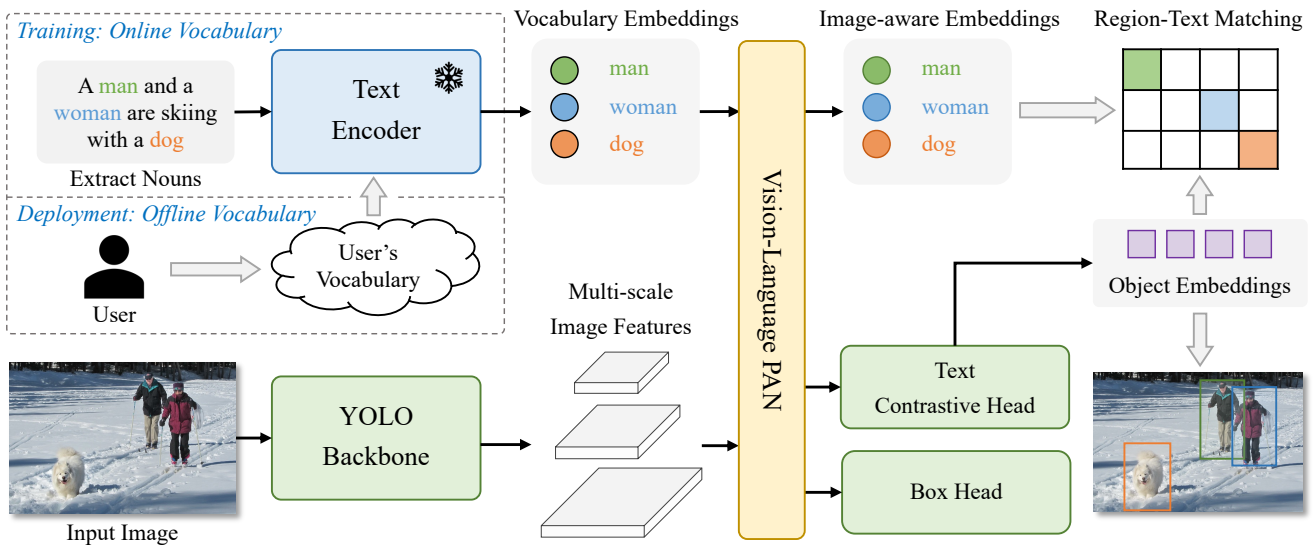 Training: Online Vocabulary
A man and a
woman are skiing
with a dog
Extract Nouns
Text
Encoder
Deployment: Offline Vocabulary
User
User's
Vocabulary
Vocabulary Embeddings
man
woman
dog
Image-aware Embeddings
man
woman
dog
Region-Text Matching
Vision-Language PAN
Object Embeddings
Input Image
YOLO
Backbone
Multi-scale
Image Features
Text
Contrastive Head
Box Head